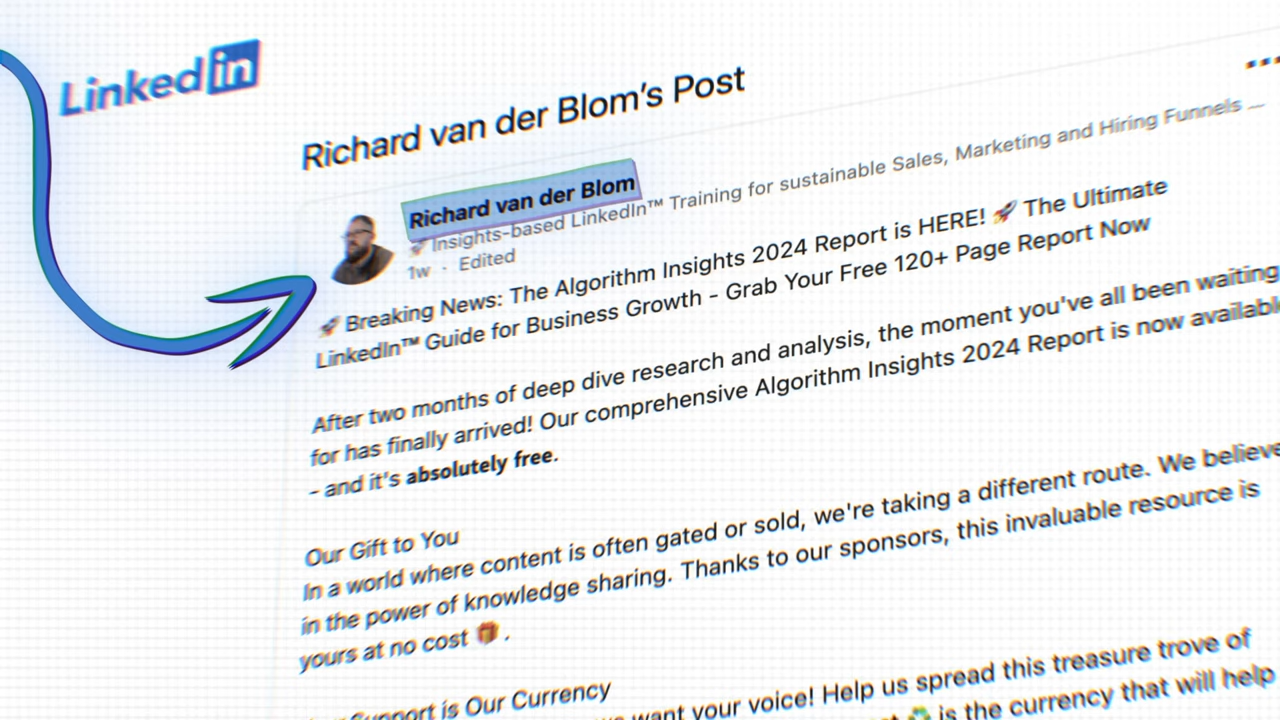 LinkedIn
Richard van der Blom's Post
Richard van der Blom
🚀 Insights-based LinkedIn™ Training for sustainable Sales, Marketing and Hiring Funnels —
1w · Edited
🚀 Breaking News: The Algorithm Insights 2024 Report is HERE! 🚀 The Ultimate
LinkedIn™ Guide for Business Growth - Grab Your Free 120+ Page Report Now
After two months of deep dive research and analysis, the moment you've all been waiting
for has finally arrived! Our comprehensive Algorithm Insights 2024 Report is now available
- and it's absolutely free.
Our Gift to You
In a world where content is often gated or sold, we're taking a different route. We believe
in the power of knowledge sharing. Thanks to our sponsors, this invaluable resource is
yours at no cost 🎁 .
Support is Our Currency
want your voice! Help us spread this treasure trove of
♻️ is the currency that will help